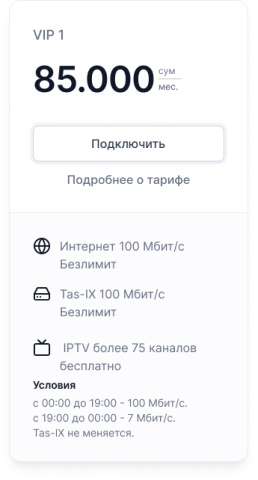 VIP 1
85.000 сум
мес.
Подключить
Подробнее о тарифе
Интернет 100 Мбит/с
Безлимит
Tas-IX 100 Мбит/с
Безлимит
IPTV более 75 каналов
бесплатно
Условия
с 00:00 до 19:00 - 100 Мбит/с.
с 19:00 до 00:00 - 7 Мбит/с.
Tas-IX не меняется.